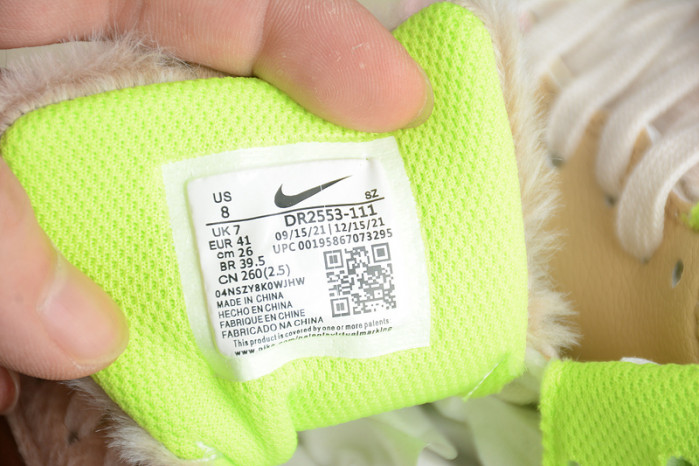 US
8
SZ
UK 7
DR2553-111
EUR 41
09/15/21 | 12/15/21
cm 26
UPC 00195867073295
BR 39.5
CN 260(2.5)
04NSZY8K0WJHW
MADE IN CHINA
HECHO EN CHINA
FABRIQUE EN CHINE
FABRICADO NA CHINA
This product is covered by one or more patents